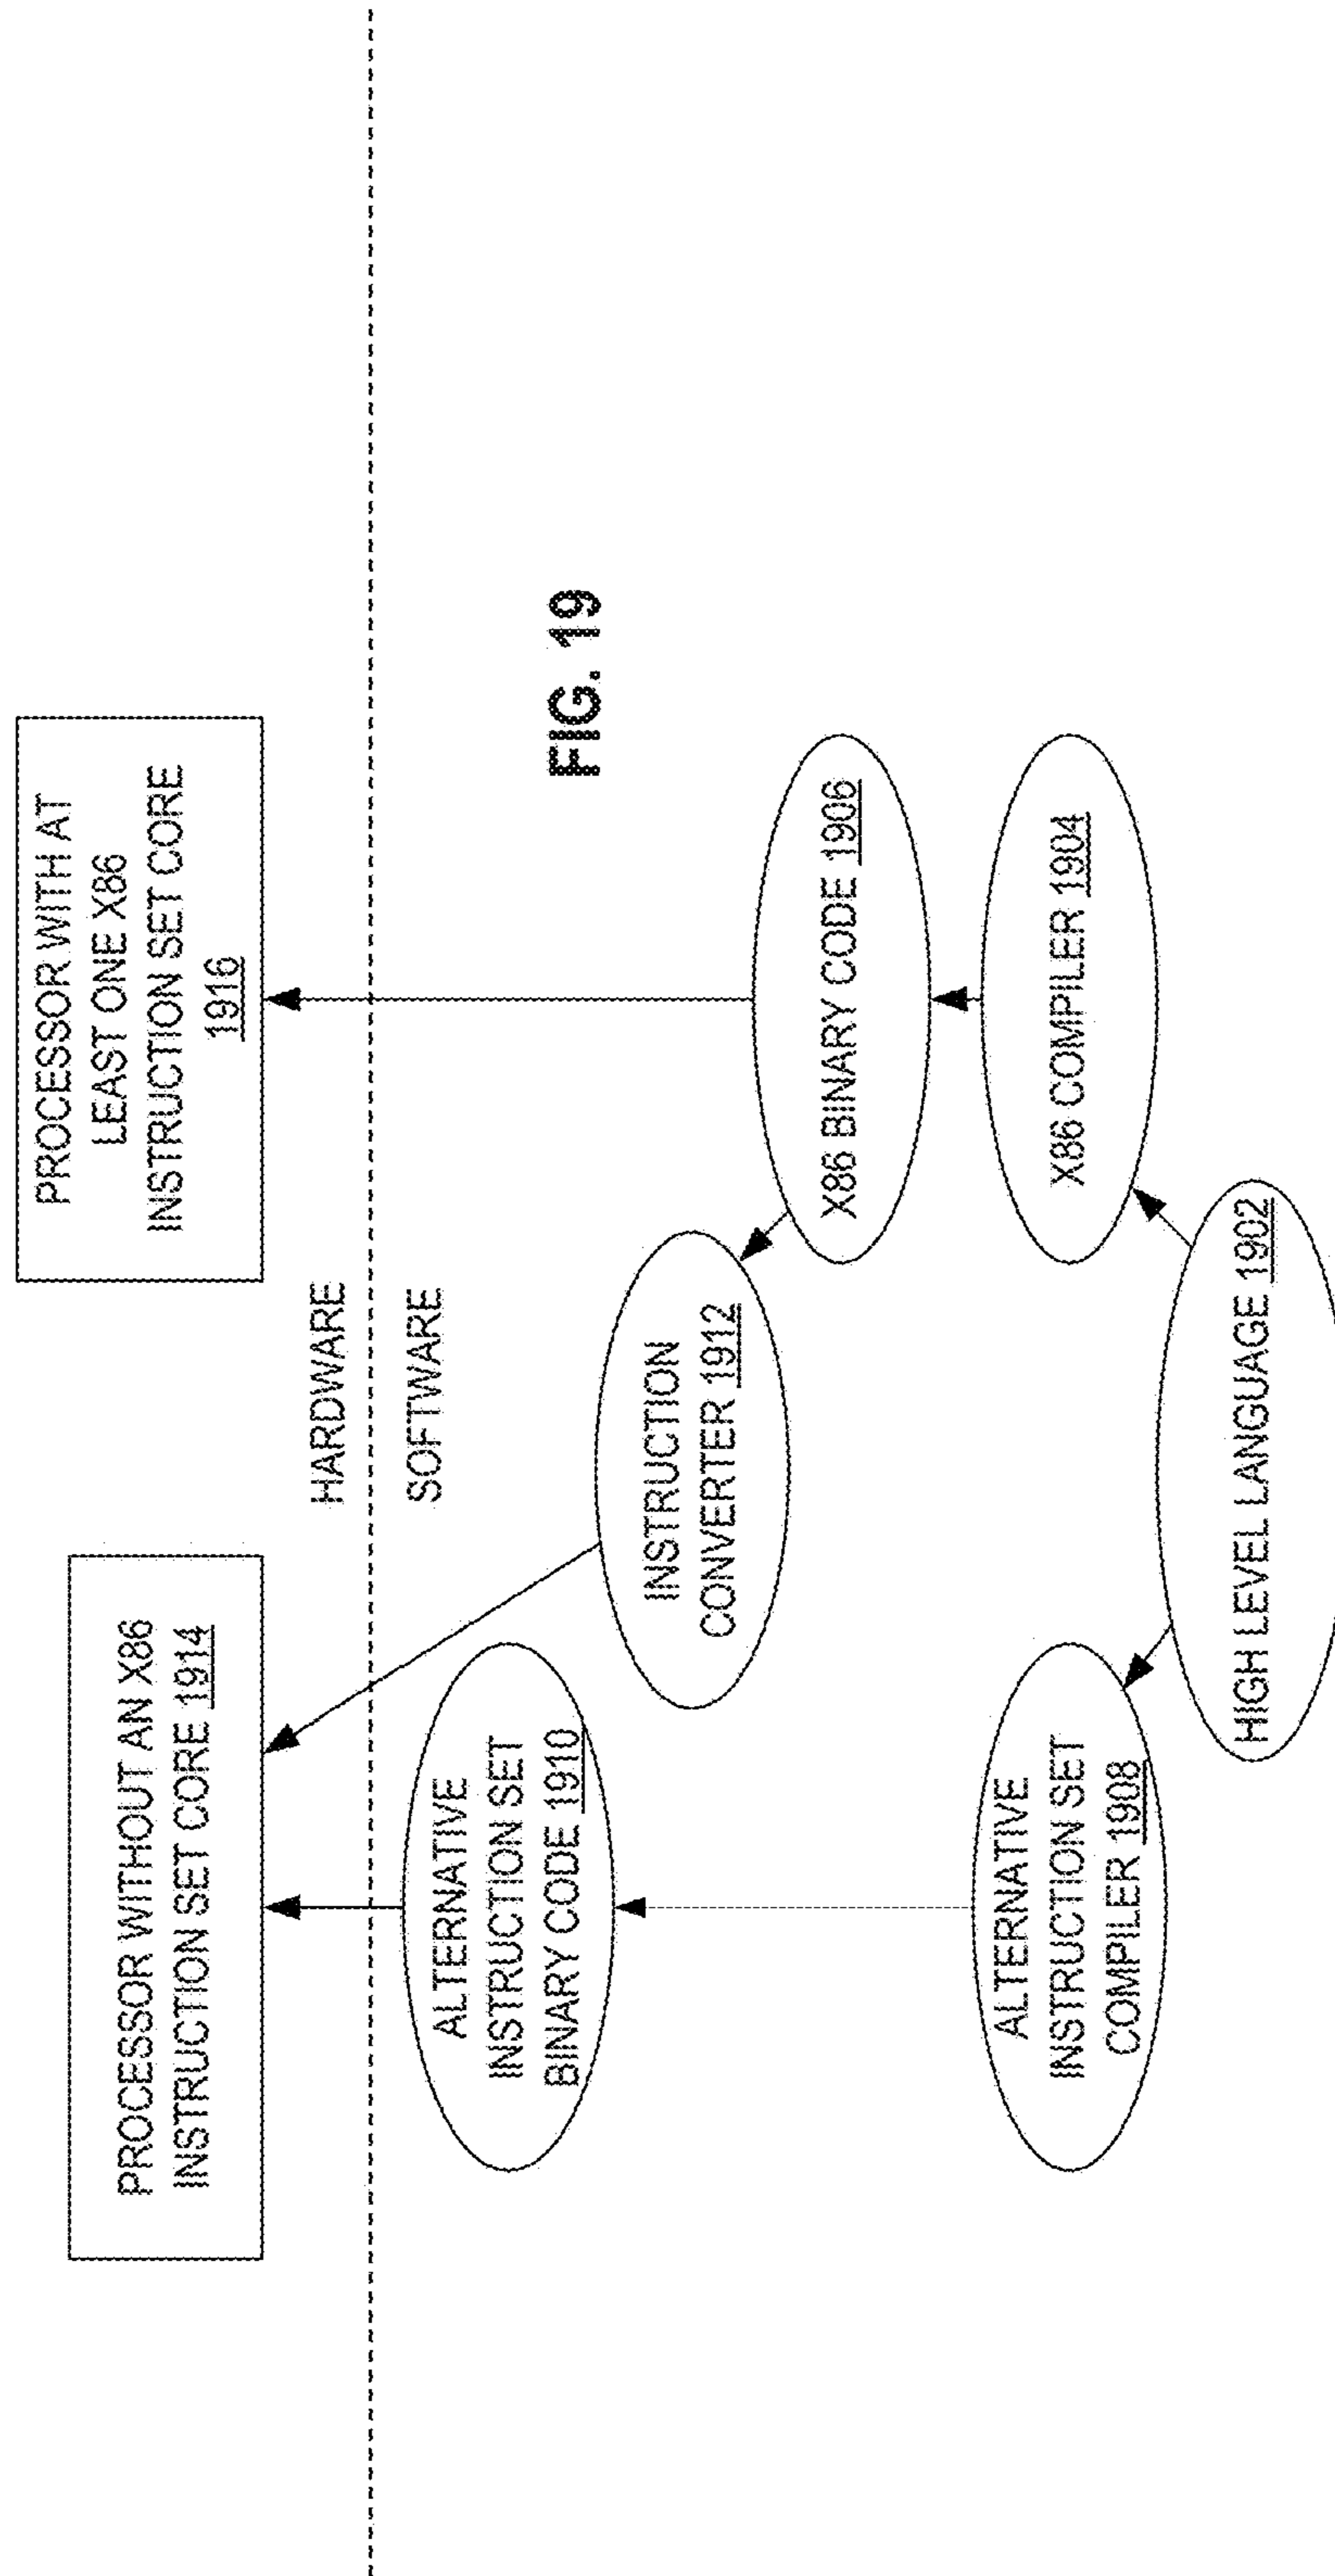 PROCESSOR WITHOUT AN X86
INSTRUCTION SET CORE 1914
PROCESSOR WITH AT
LEAST ONE X86
INSTRUCTION SET CORE
1916
HARDWARE
SOFTWARE
ALTERNATIVE
INSTRUCTION SET
BINARY CODE 1910
INSTRUCTION
CONVERTER 1912
FIG. 19
X86 BINARY CODE 1906
ALTERNATIVE
INSTRUCTION SET
COMPILER 1908
X86 COMPILER 1904
HIGH LEVEL LANGUAGE 1902